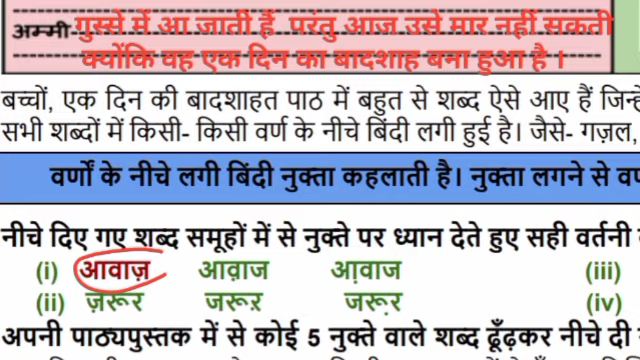 अम्मी-गुस्से में आ जाती हैं परंतु आज उसे मार नहीं सकती
क्योंकि वह एक दिन का बादशाह बना हुआ है ।
बच्चों, एक दिन की बादशाहत पाठ में बहुत से शब्द ऐसे आए हैं
सभी शब्दों में किसी- किसी वर्ण के नीचे बिंदी लगी हुई है। जैसे- गज़ल,
वर्णों के नीचे लगी बिंदी नुक्ता कहलाती है। नुक्ता लगने से
नीचे दिए गए शब्द समूहों में से नुक्ते पर ध्यान देते हुए सही वर्तनी
(i) आवाज़ आव़ाज आ़वाज (iii)
(ii) ज़रूर जरूऱ जरू़र (iv)
अपनी पाठ्यपुस्तक में से कोई 5 नुक्ते वाले शब्द ढूँढ़कर नीचे दी